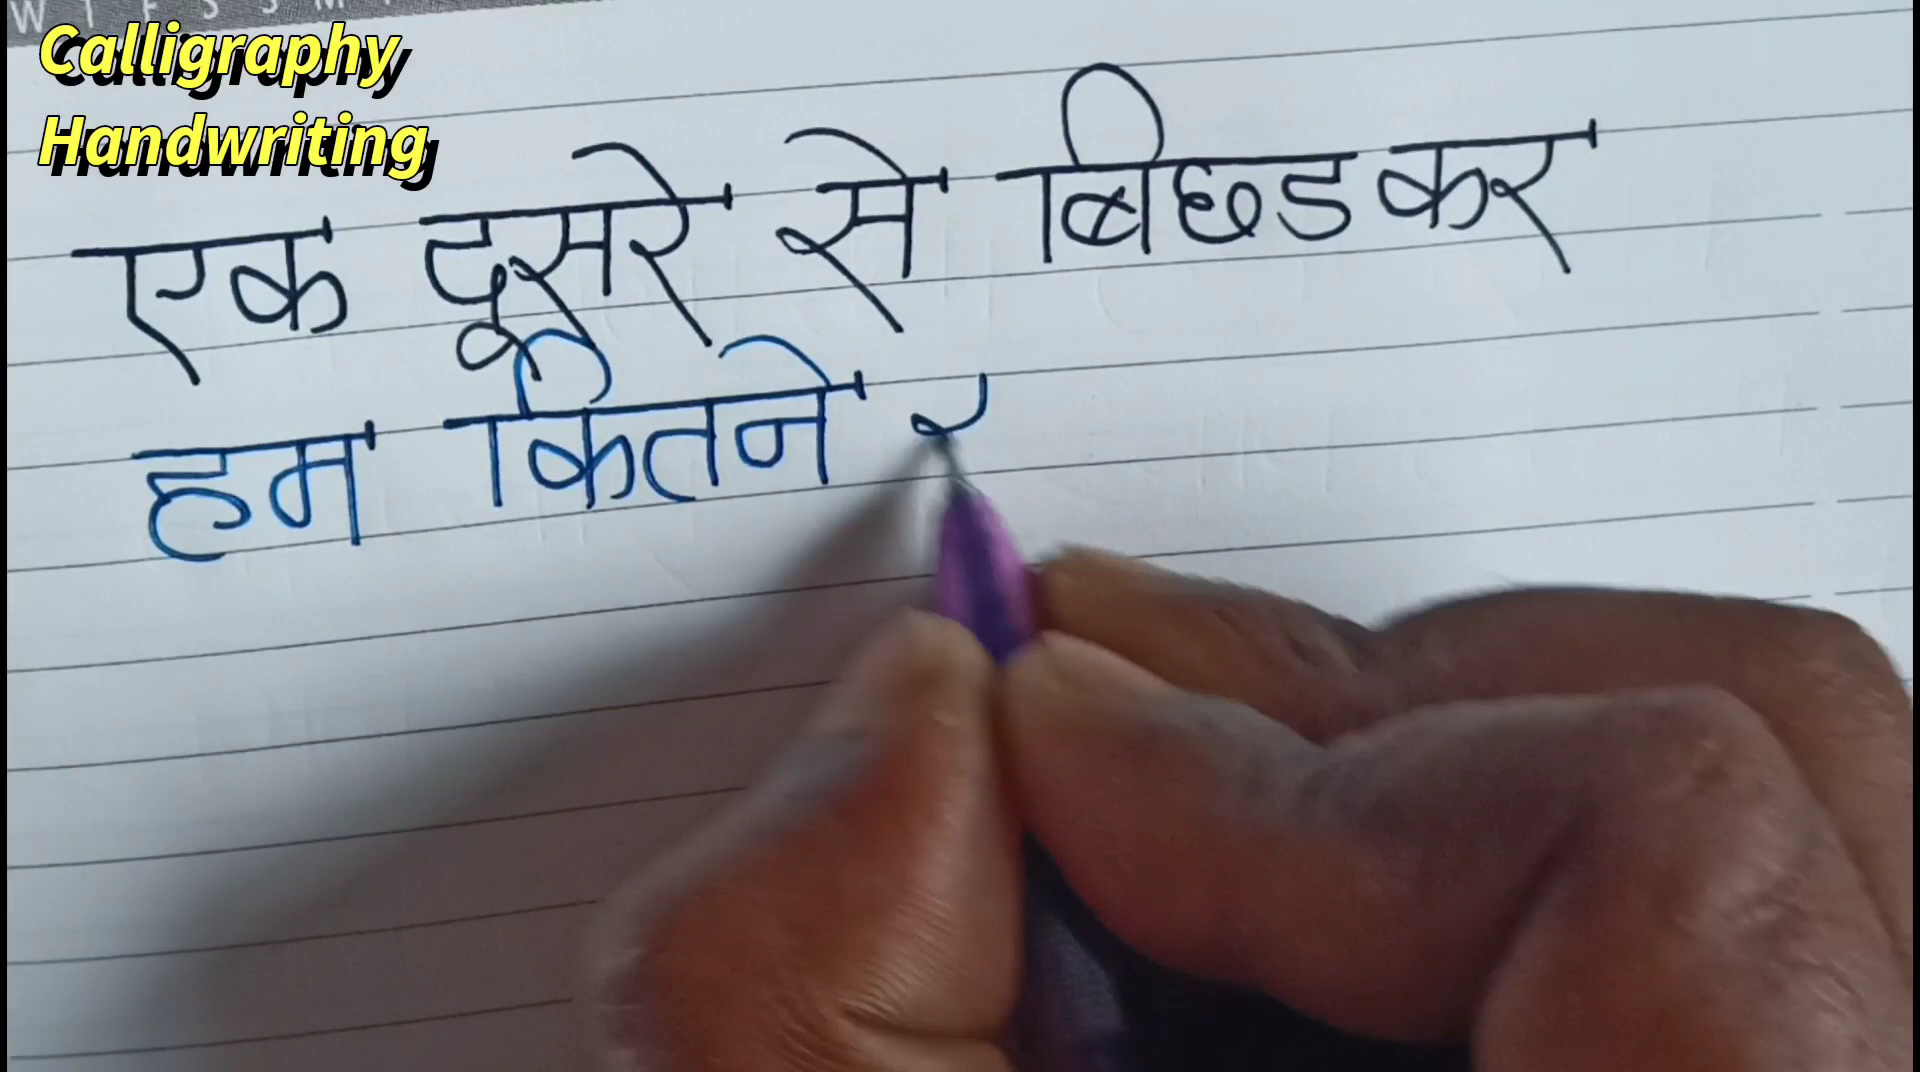 Calligraphy
Handwriting
एक दूसरे से बिछडकर
हम कितने र